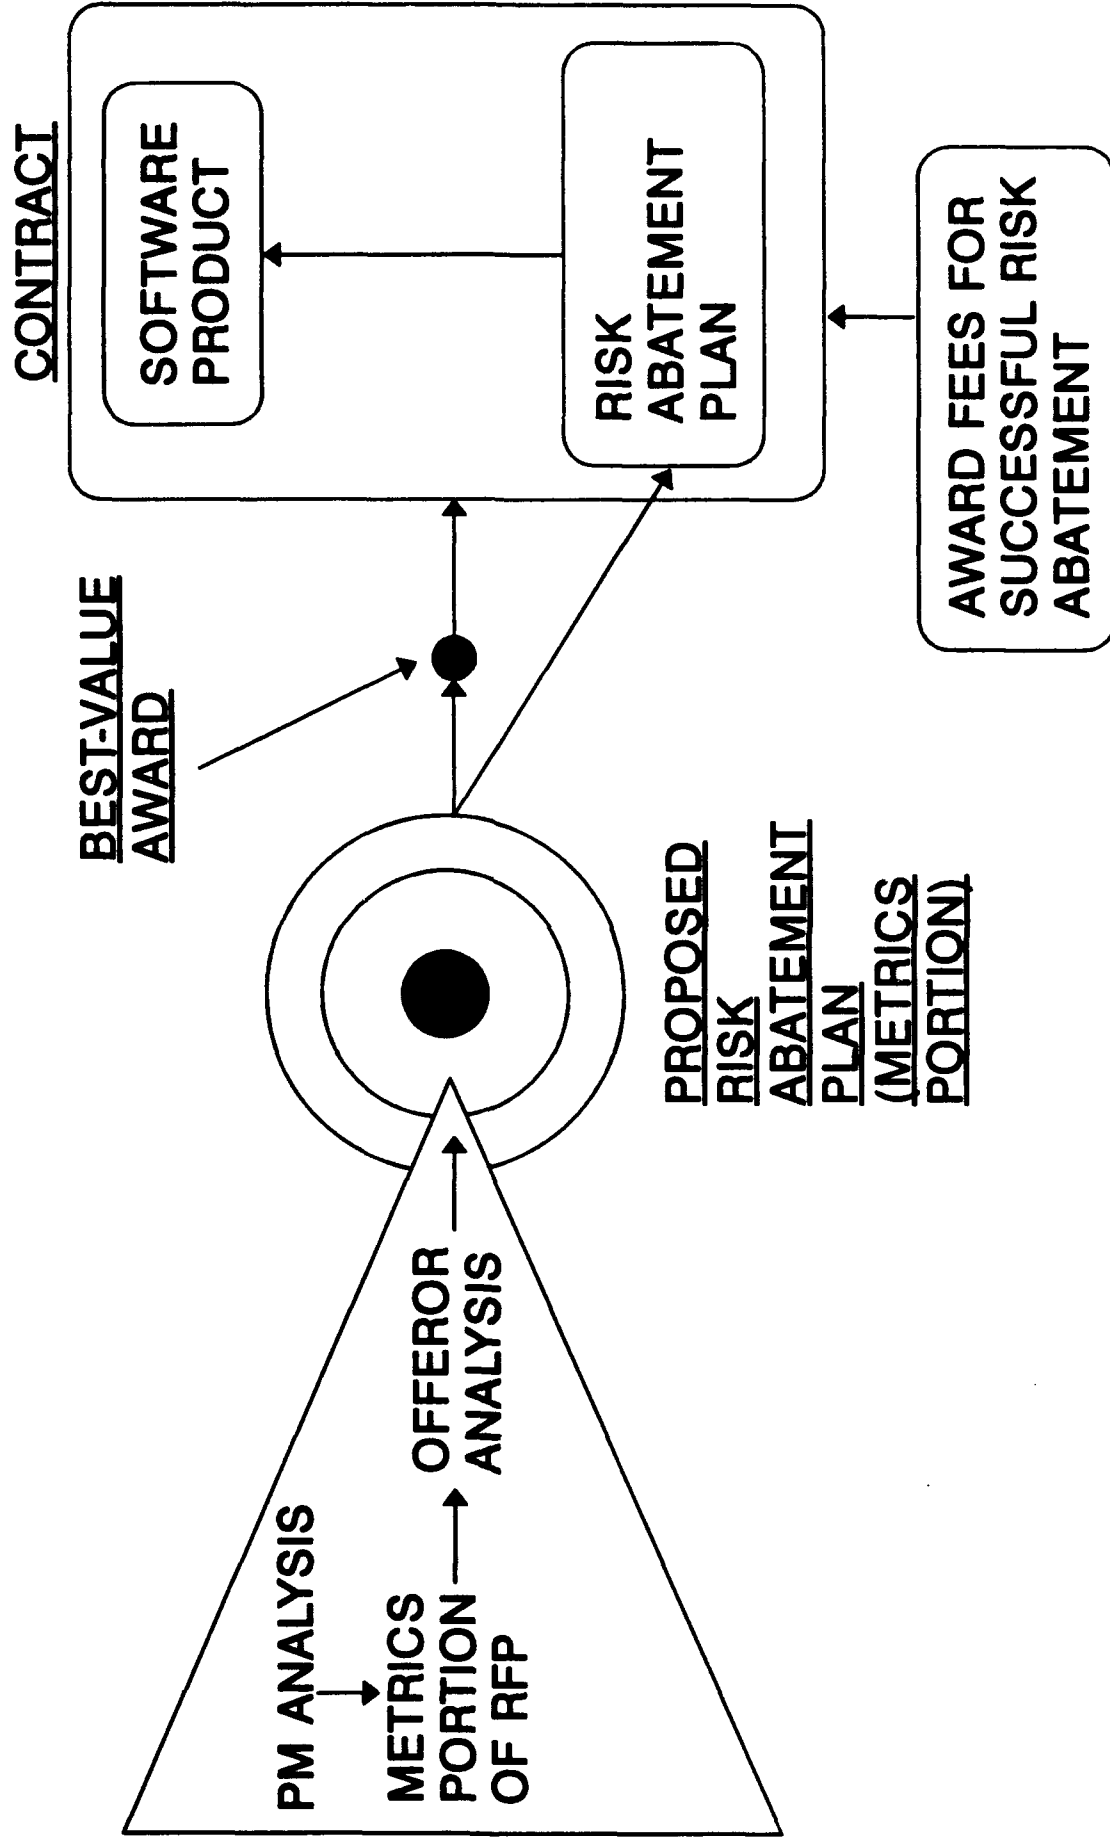 PM ANALYSIS
METRICS
PORTION
OF RFP
OFFEROR
ANALYSIS
PROPOSED
RISK
ABATEMENT
PLAN
(METRICS
PORTION)
BEST-VALUE
AWARD
CONTRACT
SOFTWARE
PRODUCT
RISK
ABATEMENT
PLAN
AWARD FEES FOR
SUCCESSFUL RISK
ABATEMENT